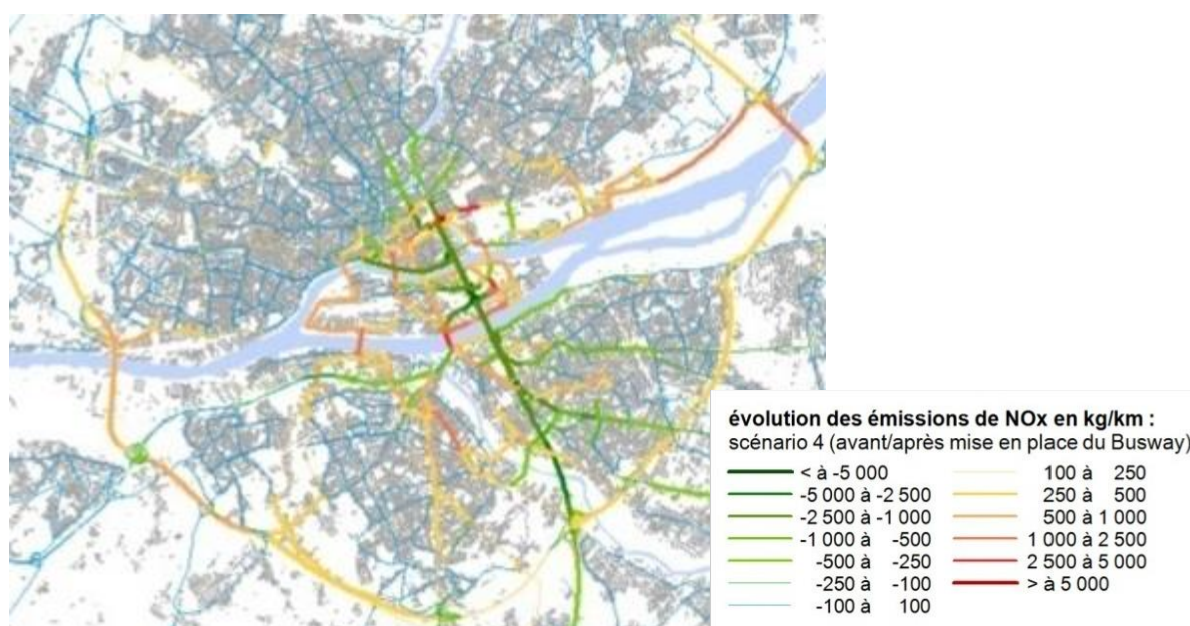 évolution des émissions de NOx en kg/km :
scénario 4 (avant/après mise en place du Busway)
< à -5 000
-5 000 à -2 500
-2 500 à -1 000
-1 000 à -500
-500 à -250
-250 à -100
-100 à 100
100 à 250
250 à 500
500 à 1 000
1 000 à 2 500
2 500 à 5 000
> à 5 000